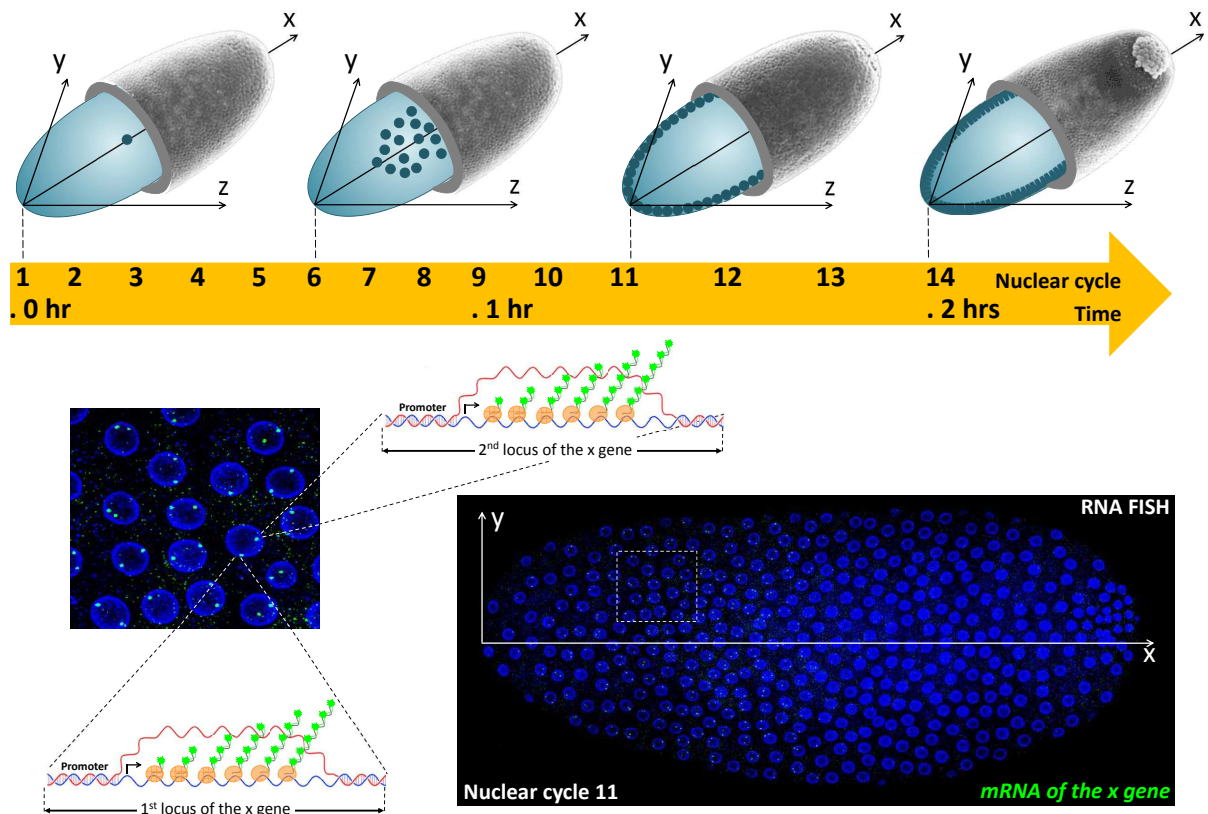 x
y
z
x
y
z
x
y
z
x
y
z
1 2 3 4 5 6 7 8 9 10 11 12 13 14 Nuclear cycle
. 0 hr . 1 hr . 2 hrs Time
Promoter
2nd locus of the x gene
RNA FISH
y
x
Promoter
1st locus of the x gene
Nuclear cycle 11
mRNA of the x gene